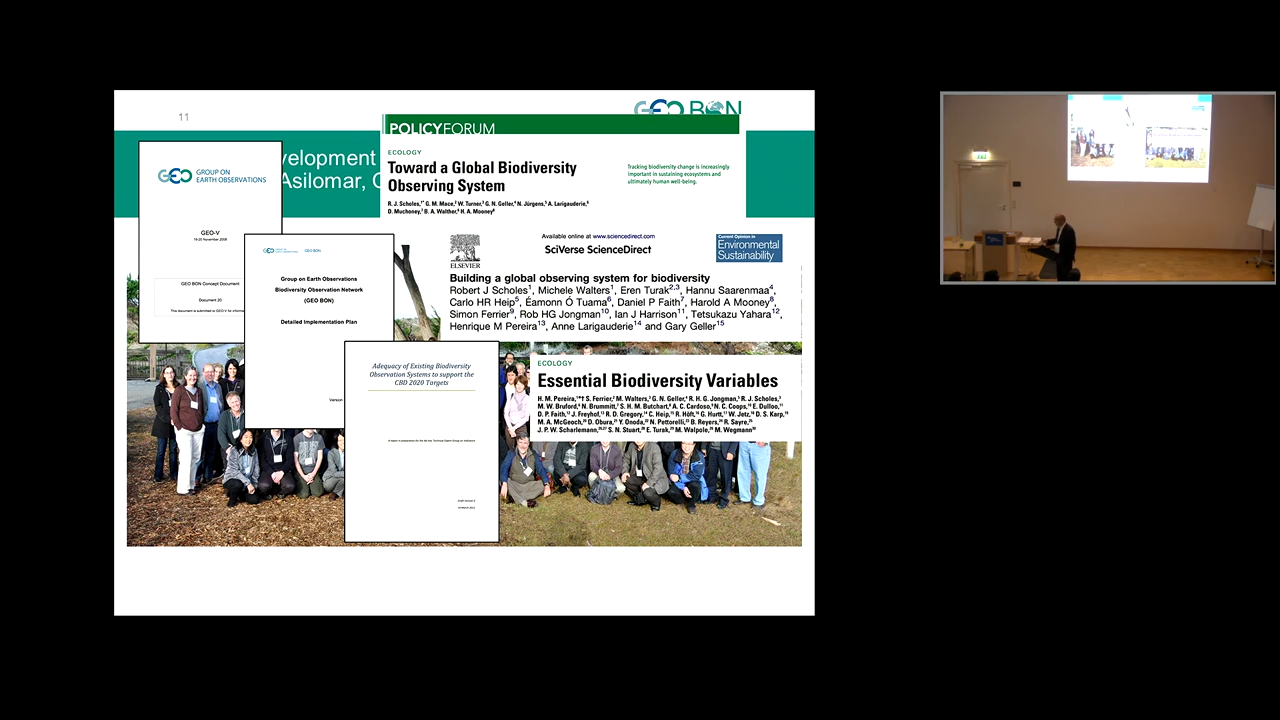 11
GEO BON
velopment
Asilomar, C
POLICYFORUM
ECOLOGY
Toward a Global Biodiversity
Observing System
R. J. Scholes,1* G. M. Mace,2 W. Turner,3 G. N. Geller,4 N. Jürgens,5 A. Larigauderie,6
D. Muchoney,7 B. A. Walther,6 H. A. Mooney8
Tracking biodiversity change is increasingly
important in sustaining ecosystems and
ultimately human well-being.
GEO GROUP ON
EARTH OBSERVATIONS
GEO-V
19-20 November 2008
GEO BON Concept Document
Document 20
This document is submitted to GEO-V for informa
GEO BON
Group on Earth Observations
Biodiversity Observation Network
(GEO BON)
Detailed Implementation Plan
Version
ELSEVIER
Available online at www.sciencedirect.com
SciVerse ScienceDirect
Current Opinion in
Environmental
Sustainability
Building a global observing system for biodiversity
Robert J Scholes1, Michele Walters1, Eren Turak2,3, Hannu Saarenmaa4,
Carlo HR Heip5, Éamonn Ó Tuama6, Daniel P Faith7, Harold A Mooney8,
Simon Ferrier9, Rob HG Jongman10, Ian J Harrison11, Tetsukazu Yahara12,
Henrique M Pereira13, Anne Larigauderie14 and Gary Geller15
Adequacy of Existing Biodiversity
Observation Systems to support the
CBD 2020 Targets
ECOLOGY
Essential Biodiversity Variables
H. M. Pereira,1*† S. Ferrier,2 M. Walters,3 G. N. Geller,4 R. H. G. Jongman,5 R. J. Scholes,3
M. W. Bruford,6 N. Brummitt,7 S. H. M. Butchart,8 A. C. Cardoso,9 N. C. Coops,10 E. Dulloo,11
D. P. Faith,12 J. Freyhof,13 R. D. Gregory,14 C. Heip,15 R. Höft,16 G. Hurtt,17 W. Jetz,18 D. S. Karp,19
M. A. McGeoch,20 D. Obura,21 Y. Onoda,22 N. Pettorelli,23 B. Reyers,24 R. Sayre,25
J. P. W. Scharlemann,26,27 S. N. Stuart,28 E. Turak,29 M. Walpole,26 M. Wegmann30